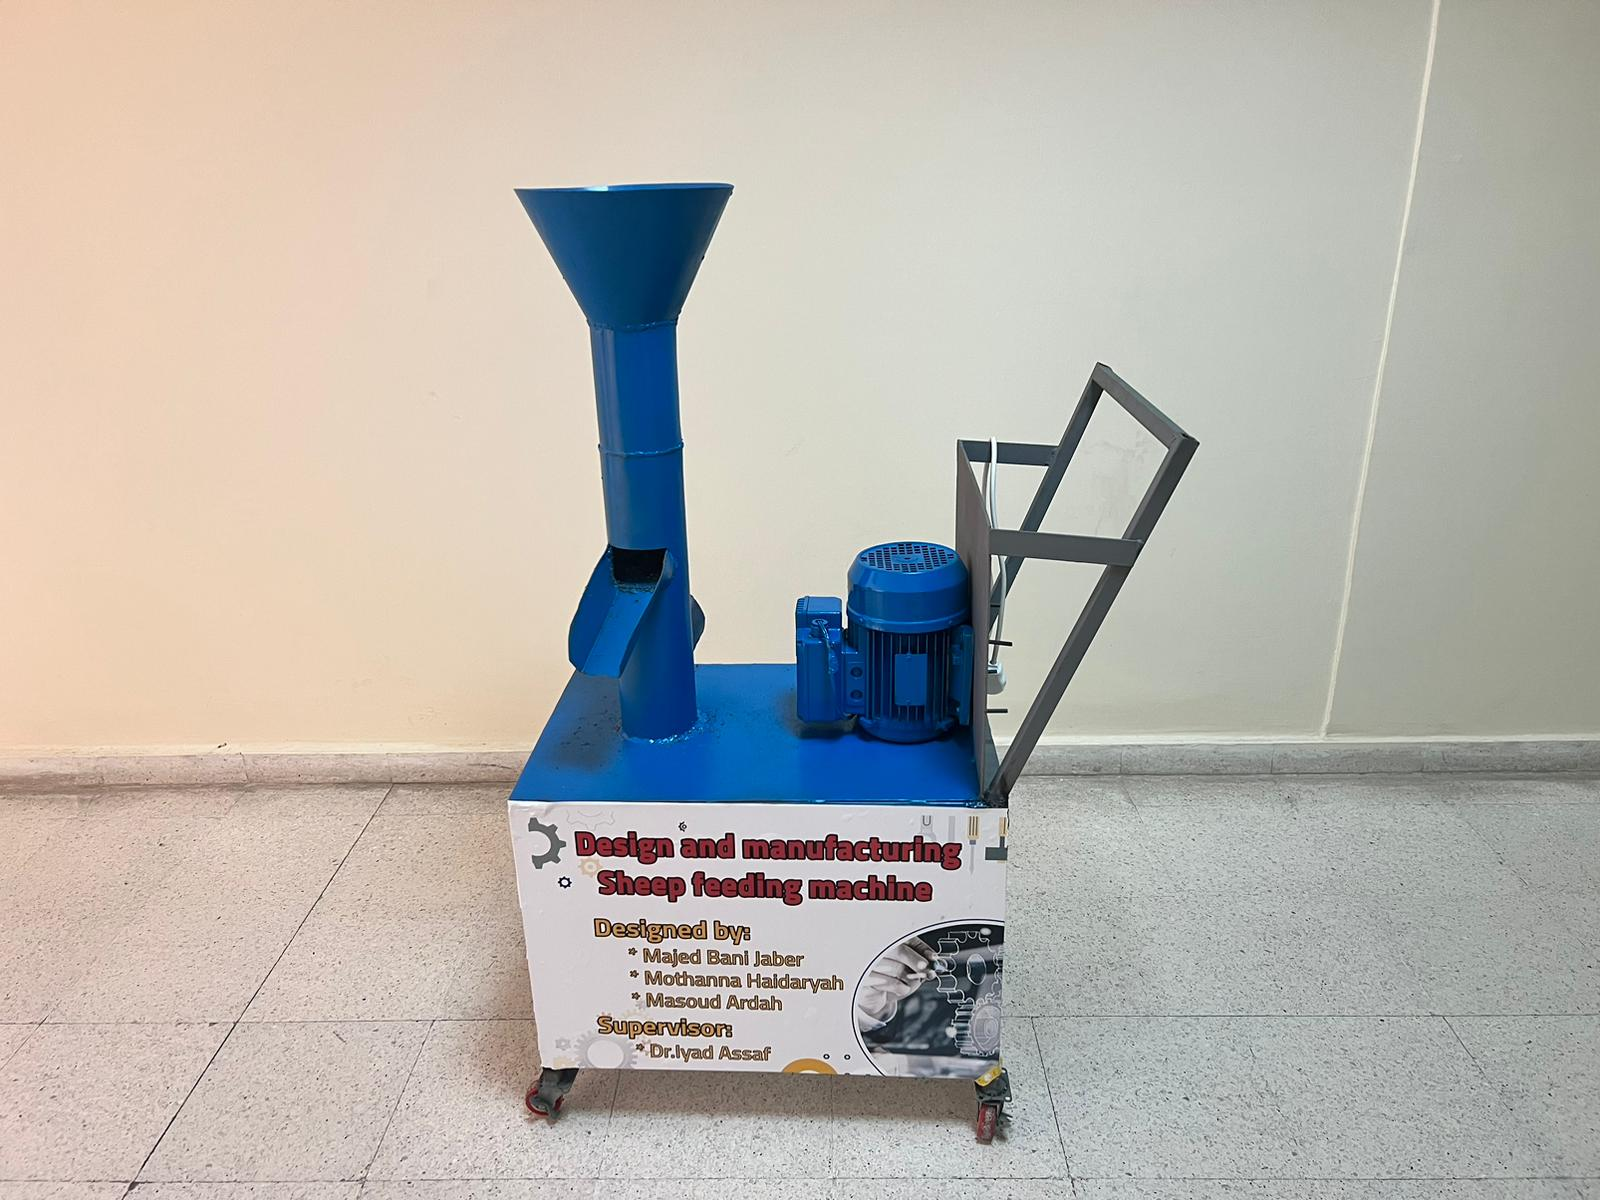 Design and manufacturing
Sheep feeding machine
Designed by:
* Majed Bani Jaber
* Mothanna Haidaryah
* Masoud Ardah
Supervisor:
* Dr.Iyad Assaf